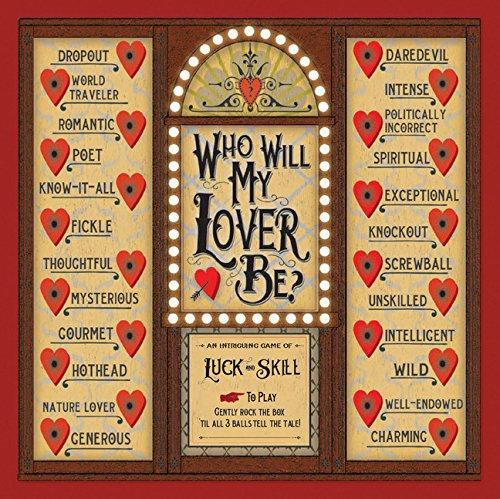 DROPOUT
WORLD
TRAVELER
ROMANTIC
POET
KNOW-IT-ALL
FICKLE
THOUGHTFUL
MYSTERIOUS
GOURMET
HOTHEAD
NATURE LOVER
GENEROUS
WHO WILL
MY
LOVER
BE?
AN INTRIGUING GAME OF
LUCK AND SKILL
TO PLAY
GENTLY ROCK THE BOX
'TIL ALL 3 BALLS TELL THE TALE!
DAREDEVIL
INTENSE
POLITICALLY
INCORRECT
SPIRITUAL
EXCEPTIONAL
KNOCKOUT
SCREWBALL
UNSKILLED
INTELLIGENT
WILD
WELL-ENDOWED
CHARMING